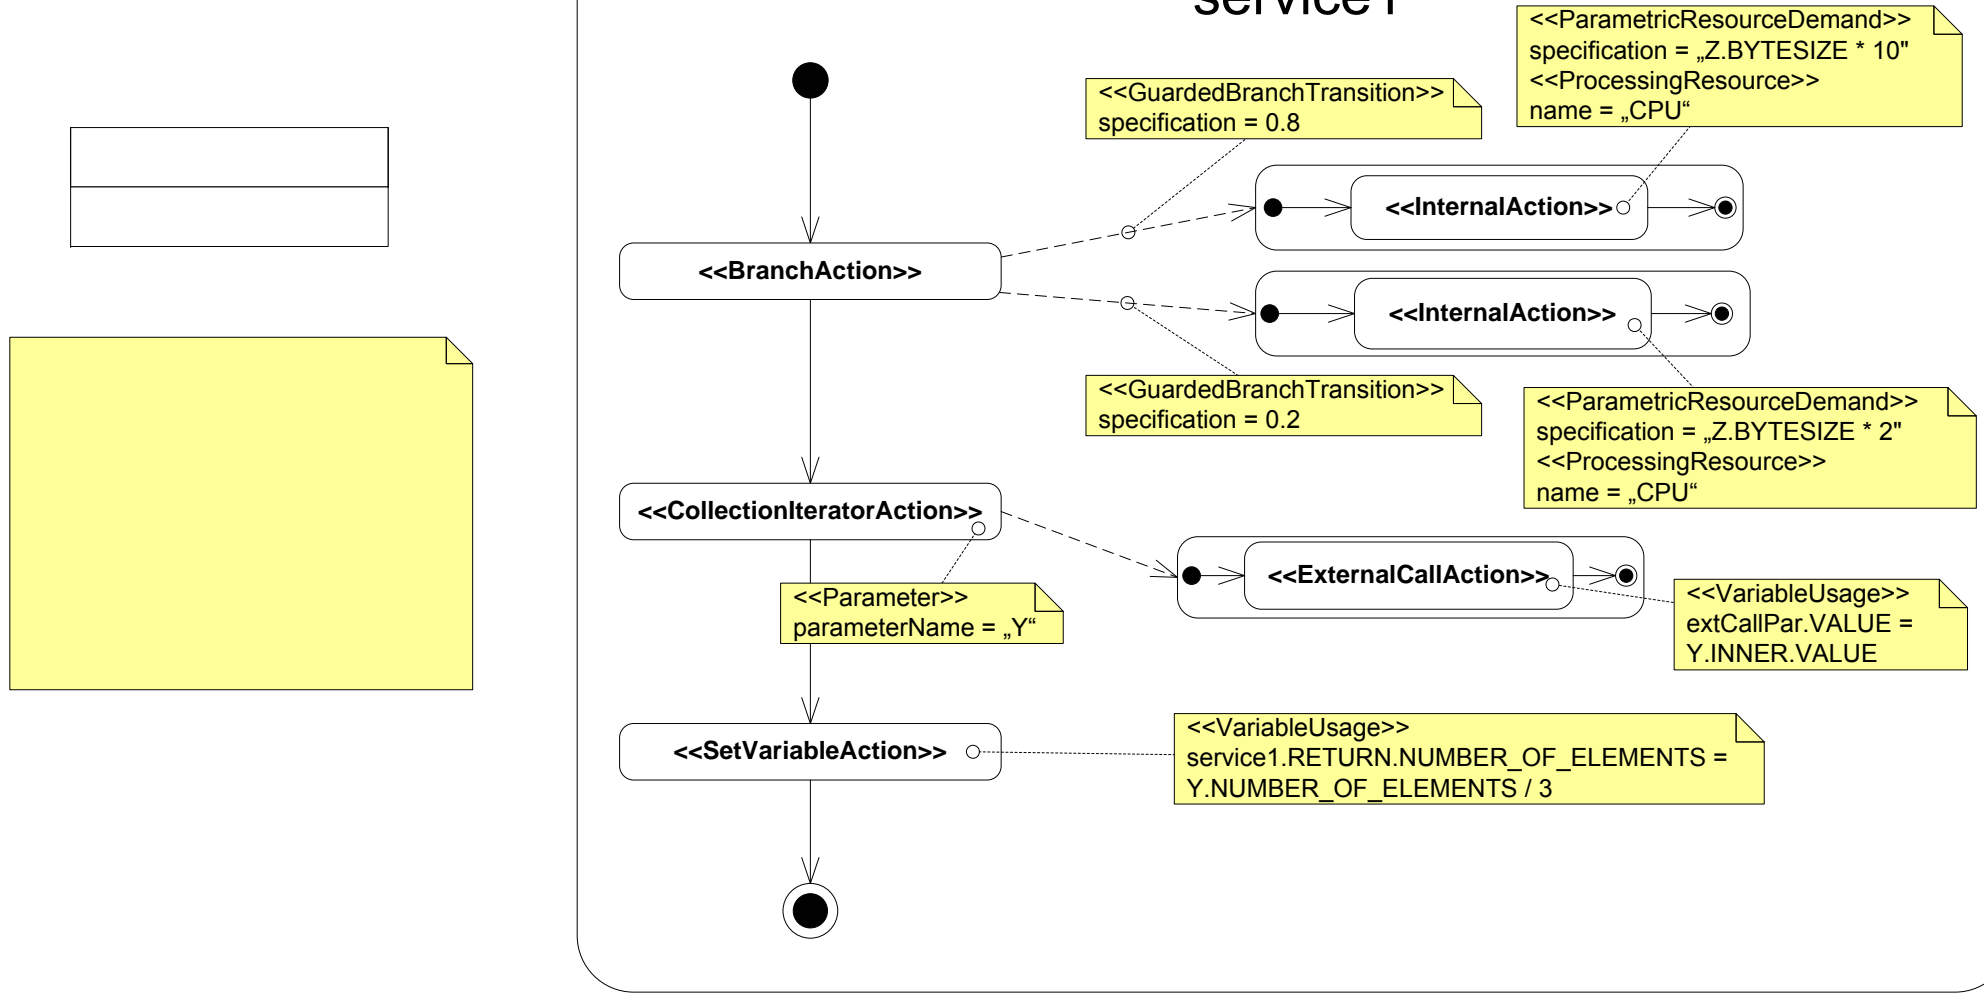 service1
<<ParametricResourceDemand>>
specification = „Z.BYTESIZE * 10"
<<ProcessingResource>>
name = „CPU“
<<GuardedBranchTransition>>
specification = 0.8
<<InternalAction>>
<<BranchAction>>
<<InternalAction>>
<<GuardedBranchTransition>>
specification = 0.2
<<ParametricResourceDemand>>
specification = „Z.BYTESIZE * 2"
<<ProcessingResource>>
name = „CPU“
<<CollectionIteratorAction>>
<<ExternalCallAction>>
<<Parameter>>
parameterName = „Y“
<<VariableUsage>>
extCallPar.VALUE =
Y.INNER.VALUE
<<SetVariableAction>>
<<VariableUsage>>
service1.RETURN.NUMBER_OF_ELEMENTS =
Y.NUMBER_OF_ELEMENTS / 3